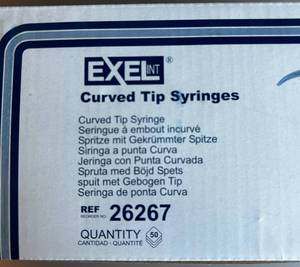 EXEL INT ®
Curved Tip Syringes
Curved Tip Syringe
Seringue á embout incurvé
Spritze mit Gekrümmter Spitze
Siringa a punta Curva
Jeringa con Punta Curvada
Spruta med Böjd Spets
spuit met Gebogen Tip
Seringa de ponta Curva
REF 26267
REORDER NO.
QUANTITY 50
CANTIDAD - QUANTITÉ